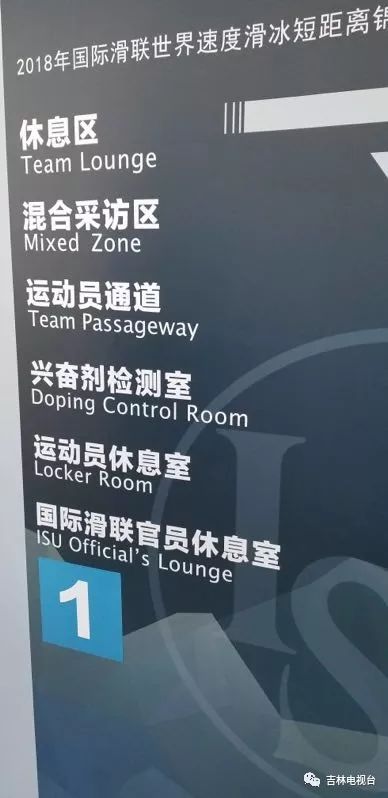 2018年国际滑联世界速度滑冰短距离锦
休息区
Team Lounge
混合采访区
Mixed Zone
运动员通道
Team Passageway
兴奋剂检测室
Doping Control Room
运动员休息室
Locker Room
国际滑联官员休息室
ISU Official's Lounge
1
IS
吉林电视台